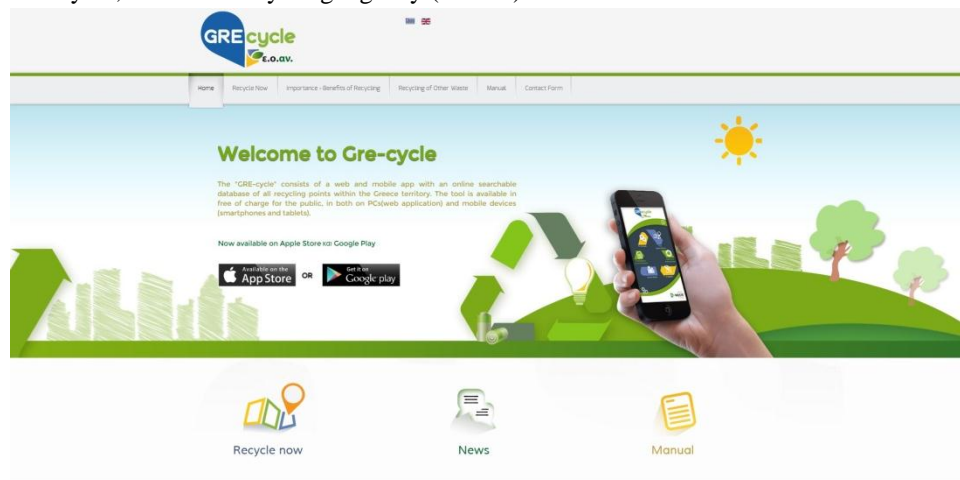 GREcycle
ε.ο.αν.
Home Recycle Now Importance - Benefits of Recycling Recycling of Other Waste Manual Contact Form
Welcome to Gre-cycle
The "GRE-cycle" consists of a web and mobile app with an online searchable
database of all recycling points within the Greece territory. The tool is available in
free of charge for the public, in both on PCs(web application) and mobile devices
(smartphones and tablets).
Now available on Apple Store και Google Play
Available on the
App Store
OR
Get it on
Google play
Recycle now
News
Manual